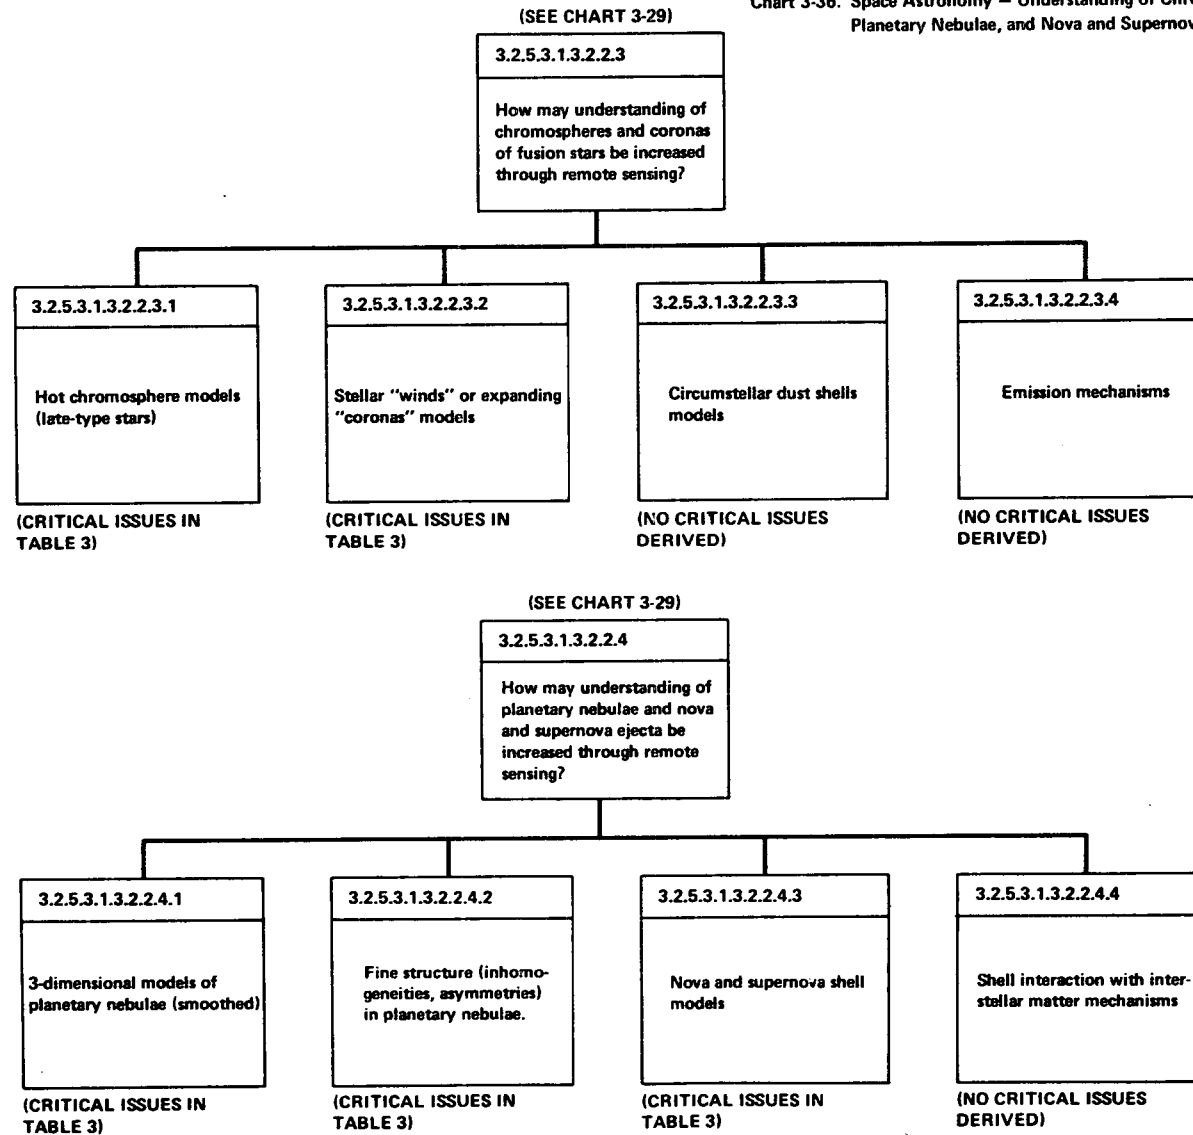 (SEE CHART 3-29)
Chart 3-36. Space Astronomy — Understanding of
Planetary Nebulae, and Nova and
3.2.5.3.1.3.2.2.3
How may understanding of
chromospheres and coronas
of fusion stars be increased
through remote sensing?
3.2.5.3.1.3.2.2.3.1
Hot chromosphere models
(late-type stars)
(CRITICAL ISSUES IN
TABLE 3)
3.2.5.3.1.3.2.2.3.2
Stellar "winds" or expanding
"coronas" models
(CRITICAL ISSUES IN
TABLE 3)
3.2.5.3.1.3.2.2.3.3
Circumstellar dust shells
models
(NO CRITICAL ISSUES
DERIVED)
3.2.5.3.1.3.2.2.3.4
Emission mechanisms
(NO CRITICAL ISSUES
DERIVED)
(SEE CHART 3-29)
3.2.5.3.1.3.2.2.4
How may understanding of
planetary nebulae and nova
and supernova ejecta be
increased through remote
sensing?
3.2.5.3.1.3.2.2.4.1
3-dimensional models of
planetary nebulae (smoothed)
(CRITICAL ISSUES IN
TABLE 3)
3.2.5.3.1.3.2.2.4.2
Fine structure (inhomo-
geneities, asymmetries)
in planetary nebulae.
(CRITICAL ISSUES IN
TABLE 3)
3.2.5.3.1.3.2.2.4.3
Nova and supernova shell
models
(CRITICAL ISSUES IN
TABLE 3)
3.2.5.3.1.3.2.2.4.4
Shell interaction with inter-
stellar matter mechanisms
(NO CRITICAL ISSUES
DERIVED)